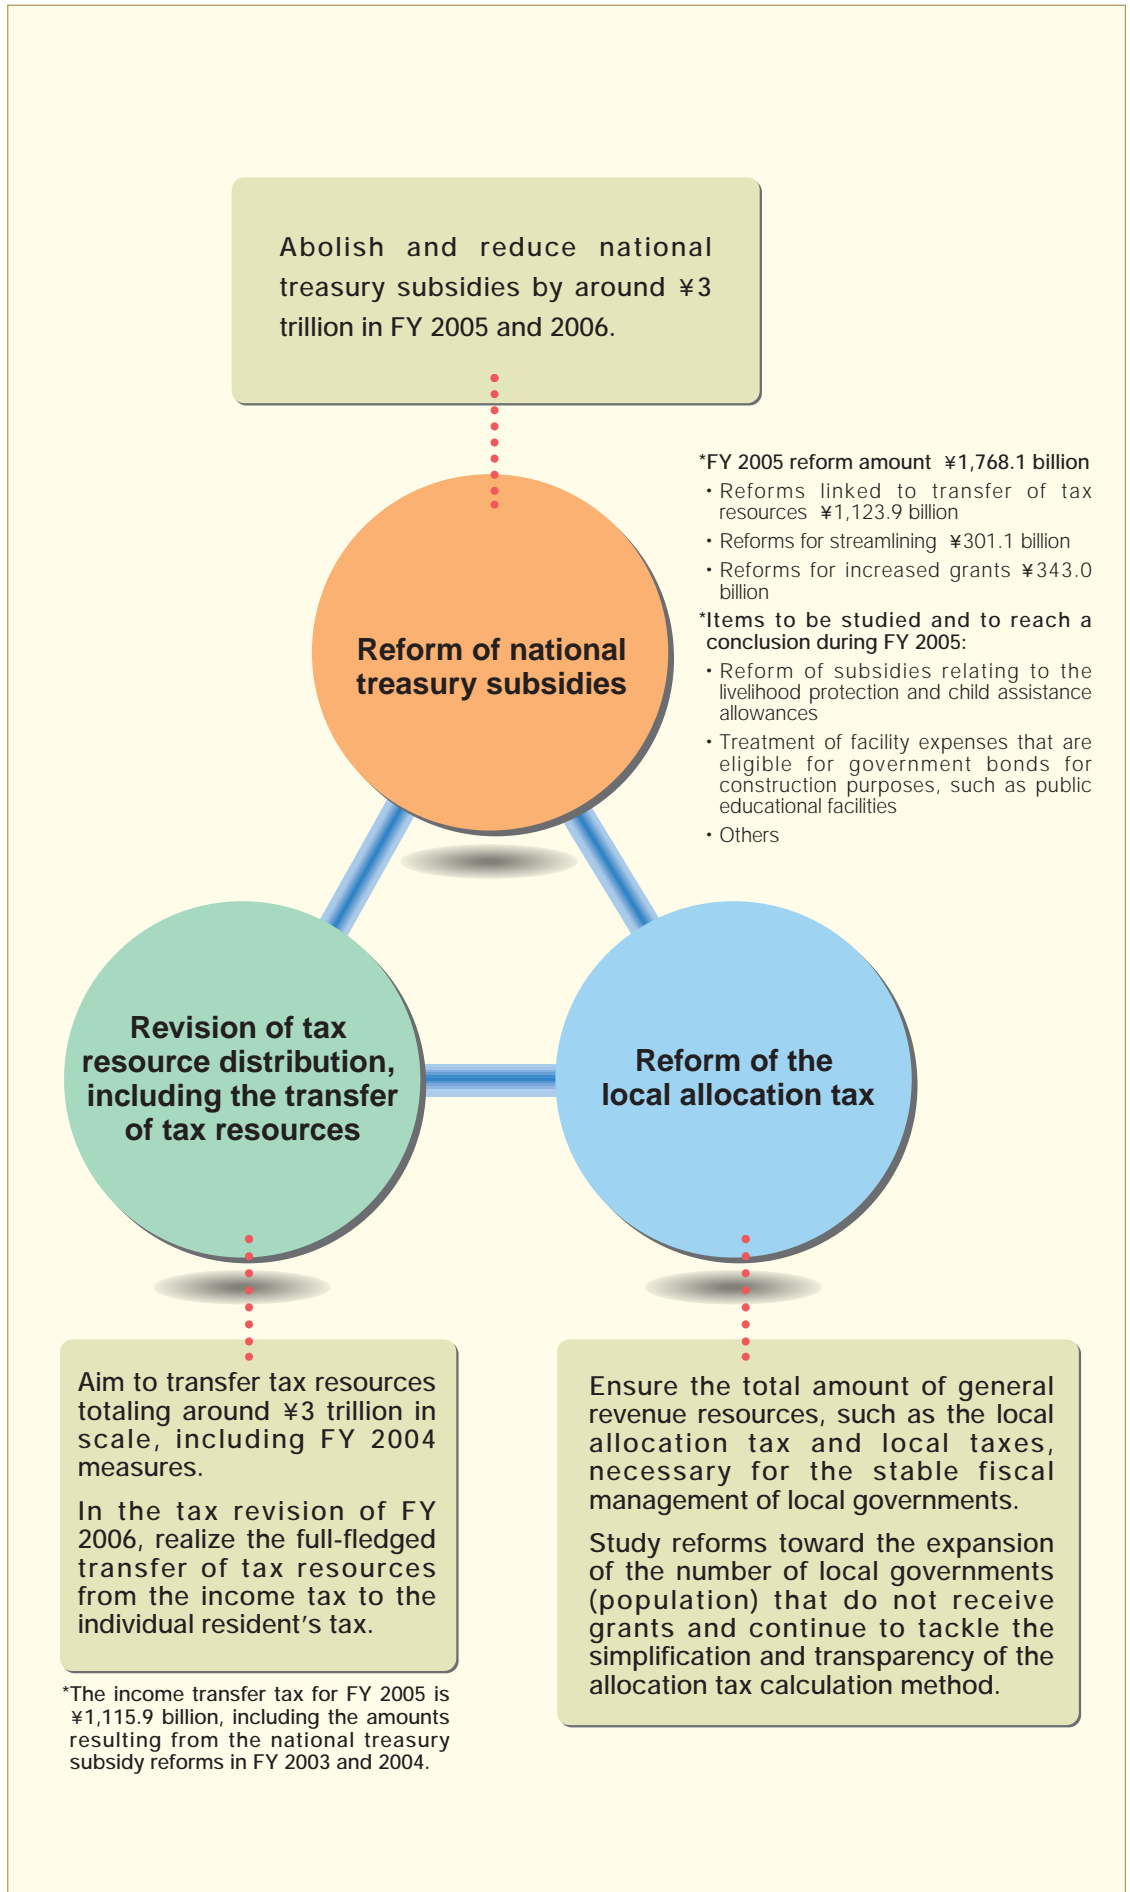 Abolish and reduce national
treasury subsidies by around ¥3
trillion in FY 2005 and 2006.
*FY 2005 reform amount ¥1,768.1 billion
・Reforms linked to transfer of tax
resources ¥1,123.9 billion
・Reforms for streamlining ¥301.1 billion
・Reforms for increased grants ¥343.0
billion
*Items to be studied and to reach a
conclusion during FY 2005:
・Reform of subsidies relating to the
livelihood protection and child assistance
allowances
・Treatment of facility expenses that are
eligible for government bonds for
construction purposes, such as public
educational facilities
・Others
Reform of national
treasury subsidies
Revision of tax
resource distribution,
including the transfer
of tax resources
Reform of the
local allocation tax
Aim to transfer tax resources
totaling around ¥3 trillion in
scale, including FY 2004
measures.
In the tax revision of FY
2006, realize the full-fledged
transfer of tax resources
from the income tax to the
individual resident's tax.
*The income transfer tax for FY 2005 is
¥1,115.9 billion, including the amounts
resulting from the national treasury
subsidy reforms in FY 2003 and 2004.
Ensure the total amount of general
revenue resources, such as the local
allocation tax and local taxes,
necessary for the stable fiscal
management of local governments.
Study reforms toward the expansion
of the number of local governments
(population) that do not receive
grants and continue to tackle the
simplification and transparency of the
allocation tax calculation method.